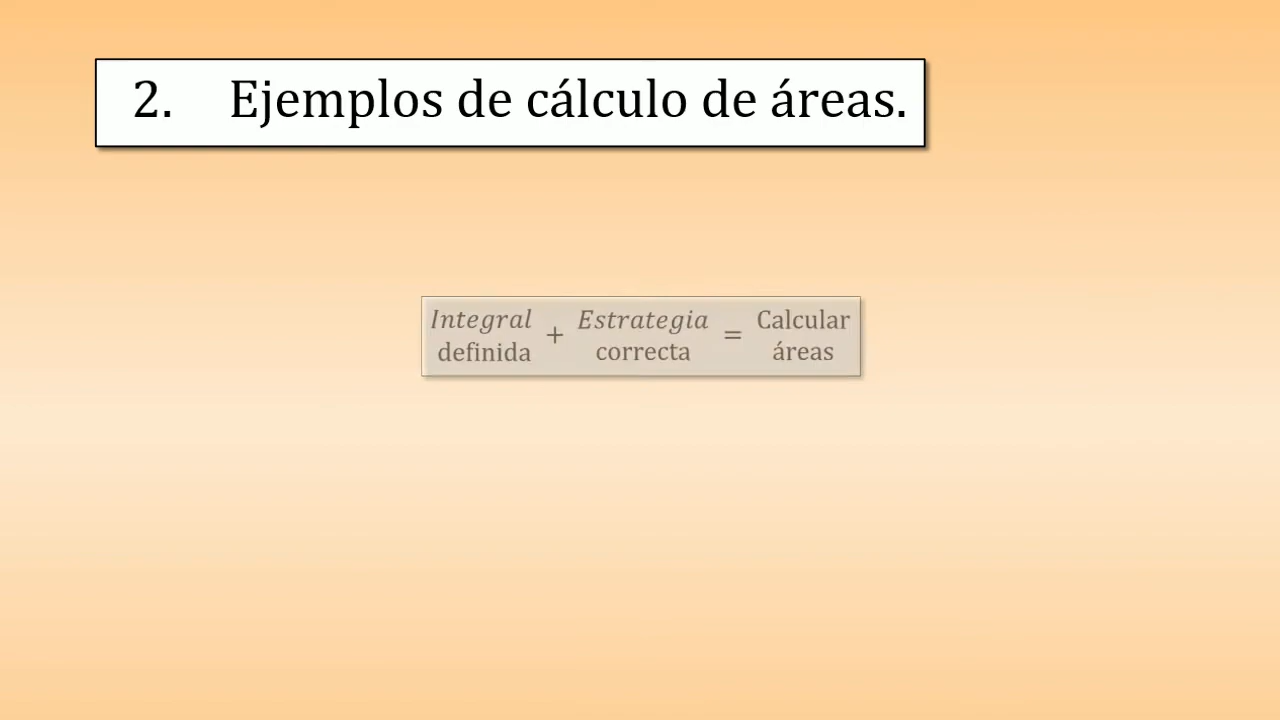 2. Ejemplos de cálculo de áreas.
Integral + Estrategia = Calcular
definida correcta áreas